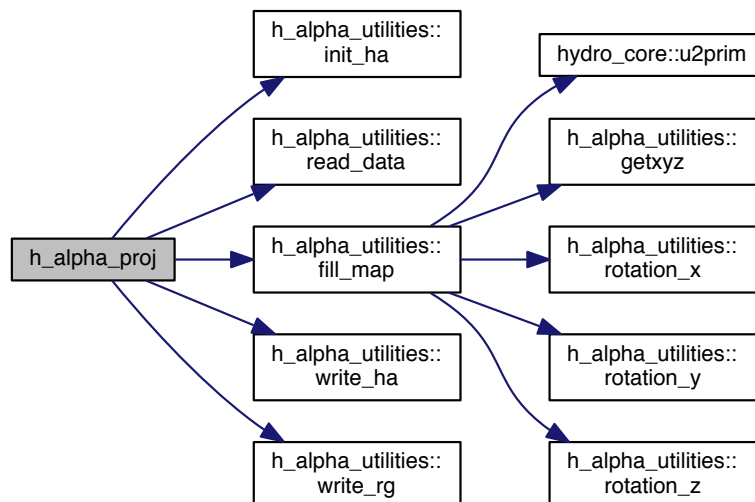 h_alpha_proj
h_alpha_utilities::
init_ha
h_alpha_utilities::
read_data
h_alpha_utilities::
fill_map
h_alpha_utilities::
write_ha
h_alpha_utilities::
write_rg
hydro_core::u2prim
h_alpha_utilities::
getxyz
h_alpha_utilities::
rotation_x
h_alpha_utilities::
rotation_y
h_alpha_utilities::
rotation_z